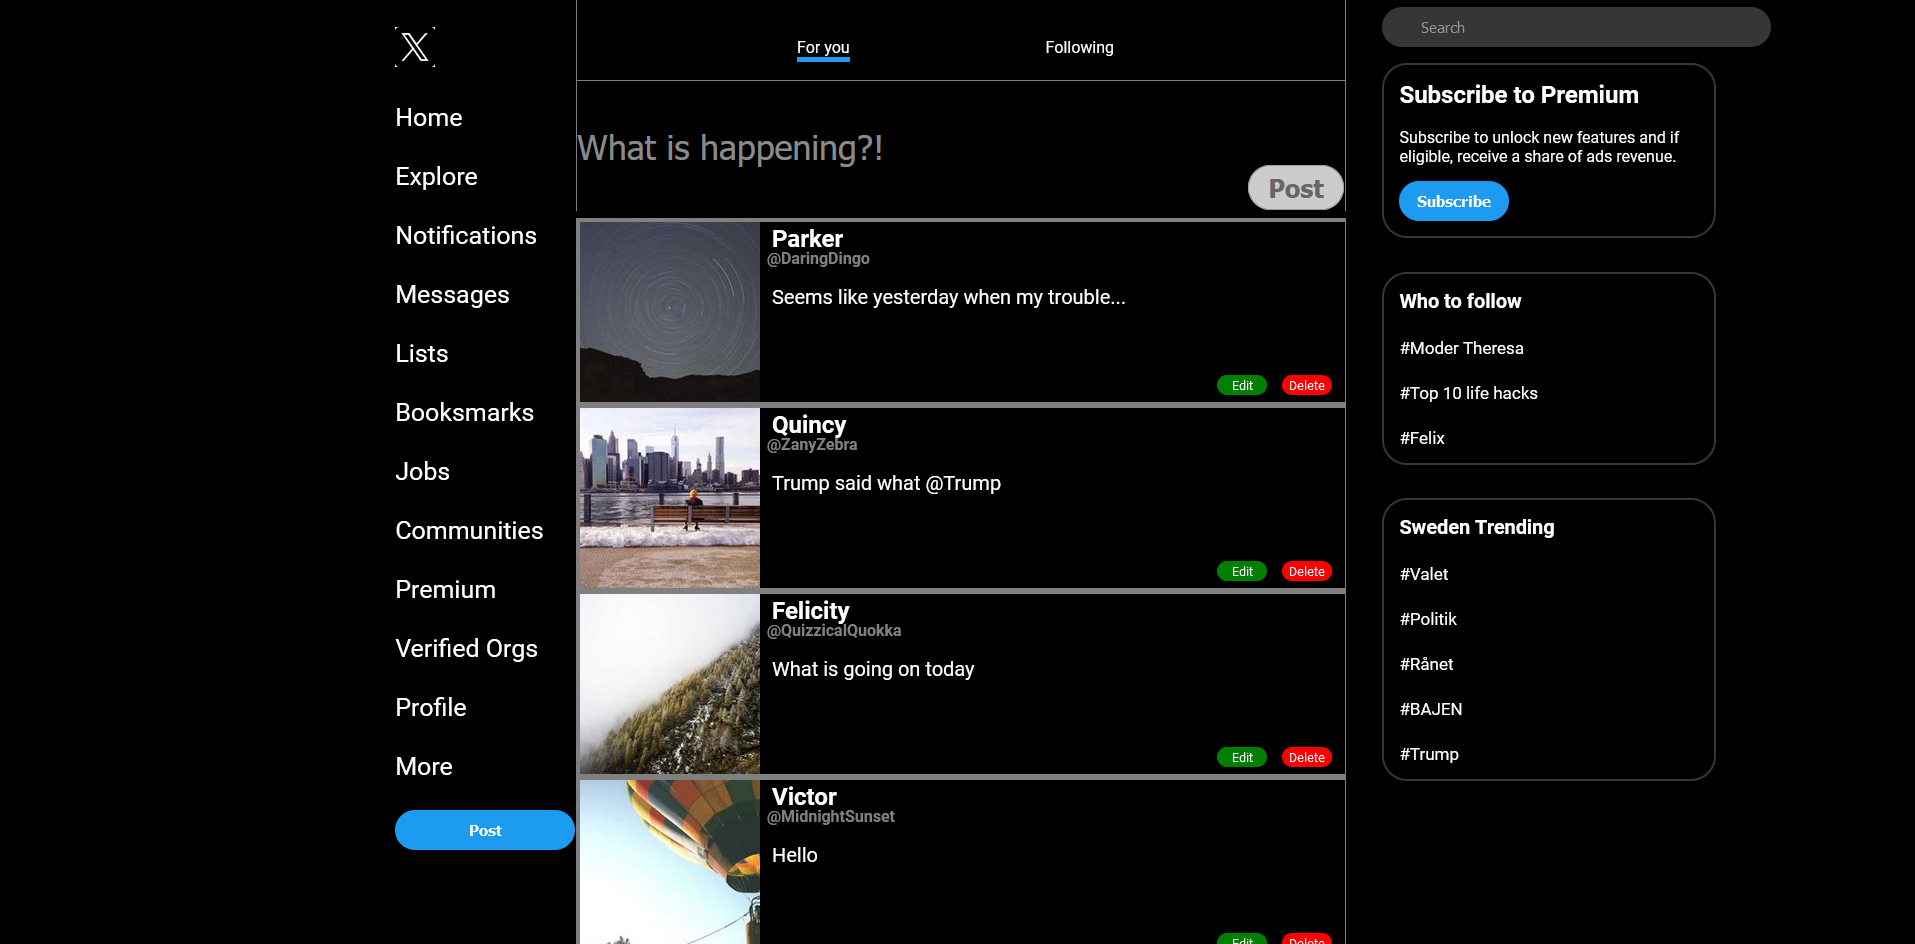 Home
Explore
Notifications
Messages
Lists
Booksmarks
Jobs
Communities
Premium
Verified Orgs
Profile
More
Post
For you
Following
What is happening?!
Post
Parker
@DaringDingo
Seems like yesterday when my trouble...
Edit Delete
Quincy
@ZanyZebra
Trump said what @Trump
Edit Delete
Felicity
@QuizzicalQuokka
What is going on today
Edit Delete
Victor
@MidnightSunset
Hello
Edit Delete
Search
Subscribe to Premium
Subscribe to unlock new features and if
eligible, receive a share of ads revenue.
Subscribe
Who to follow
#Moder Theresa
#Top 10 life hacks
#Felix
Sweden Trending
#Valet
#Politik
#Rånet
#BAJEN
#Trump